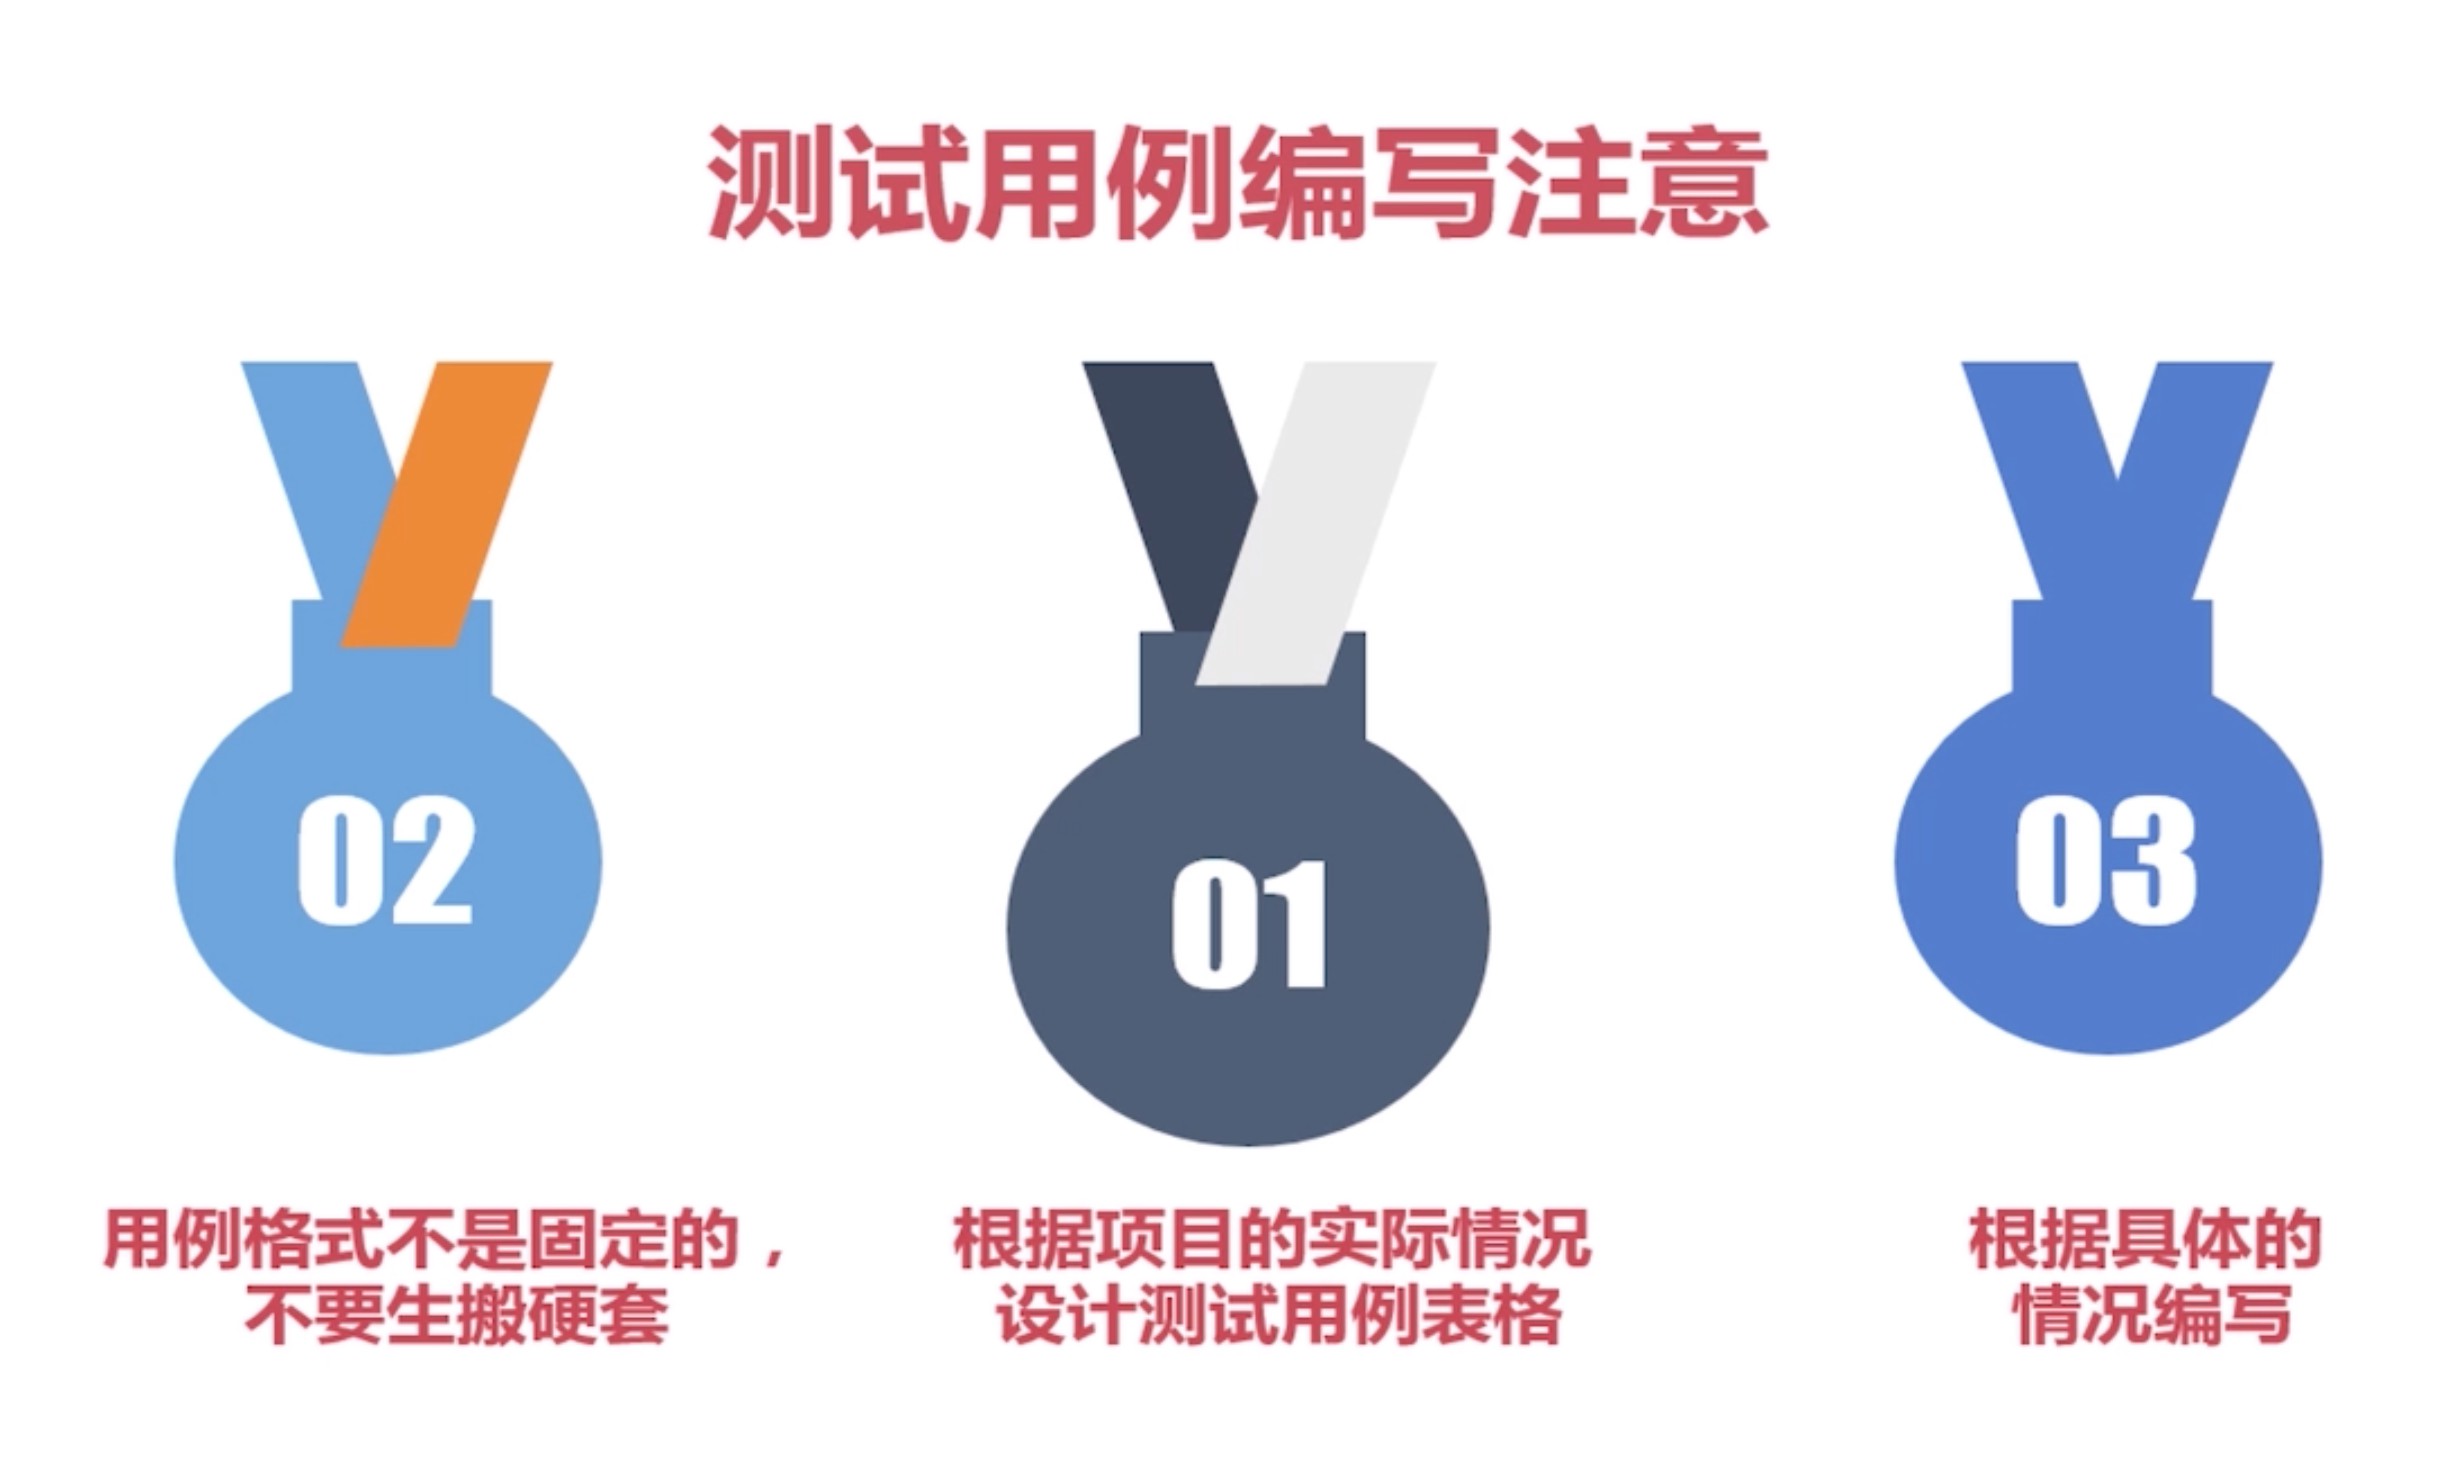 测试用例编写注意
02
用例格式不是固定的，
不要生搬硬套
01
根据项目的实际情况
设计测试用例表格
03
根据具体的
情况编写